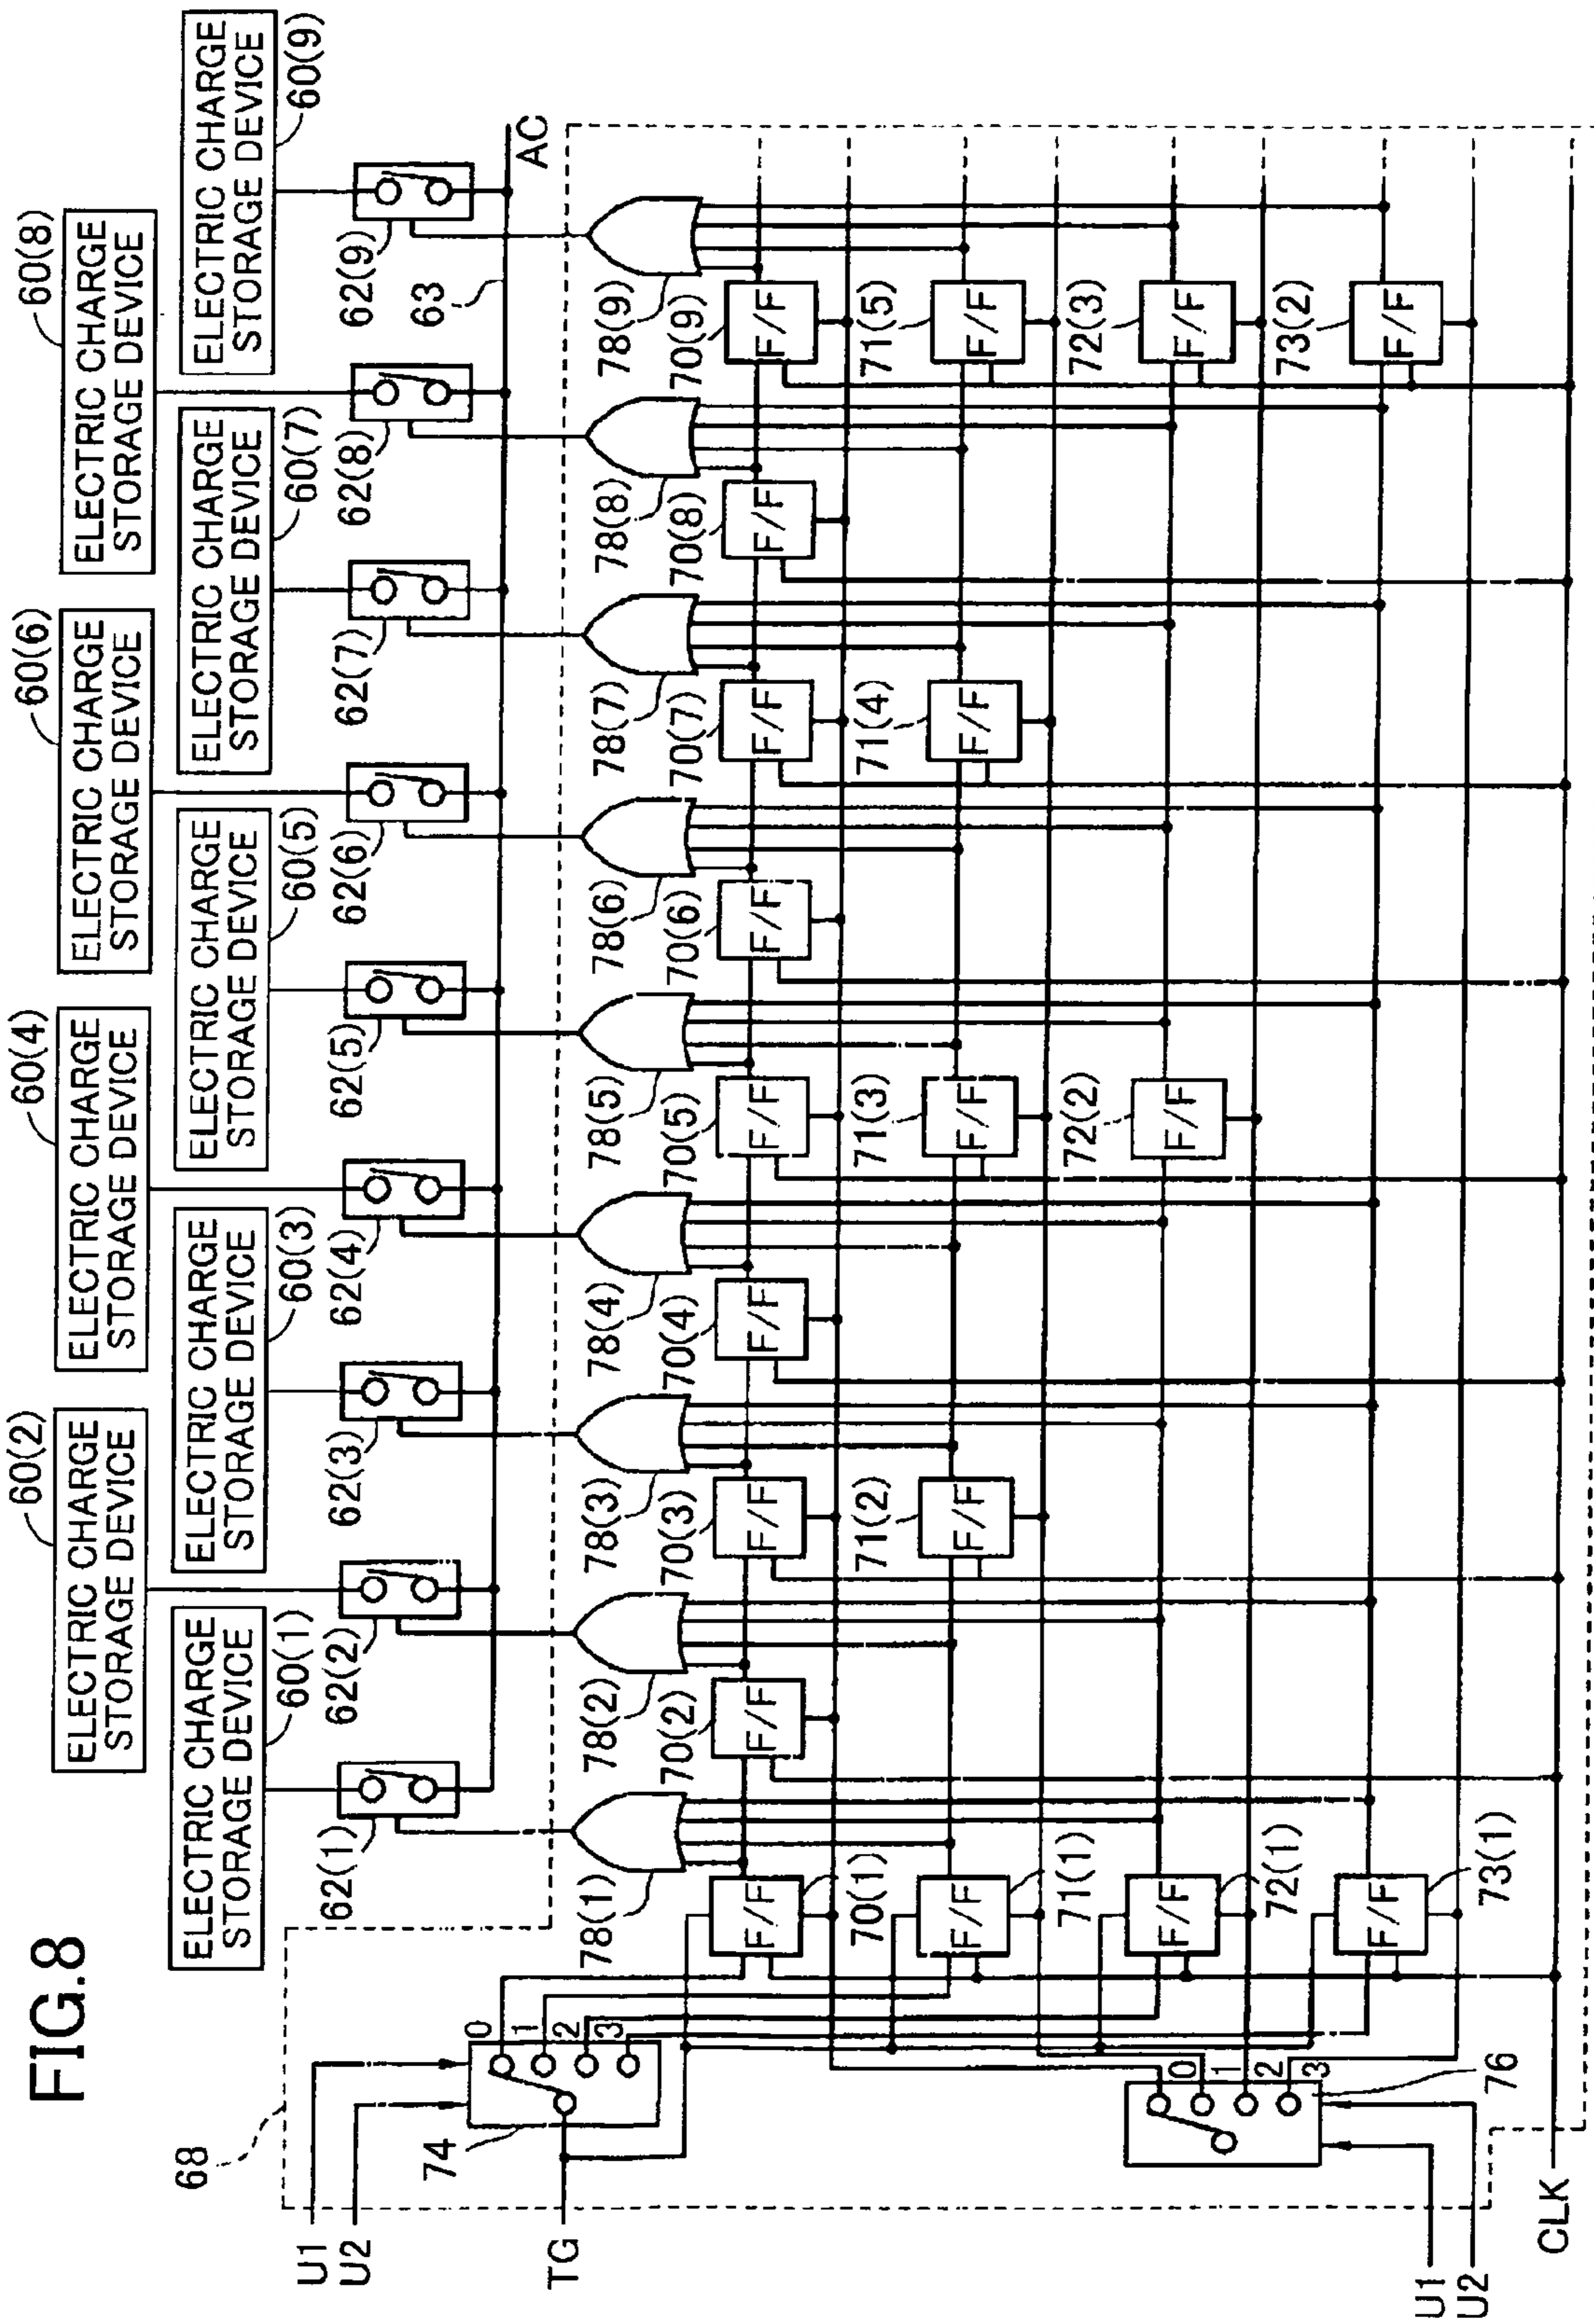 FIG.8
60(2)
60(4)
60(6)
60(8)
ELECTRIC CHARGE
STORAGE DEVICE
ELECTRIC CHARGE
STORAGE DEVICE
ELECTRIC CHARGE
STORAGE DEVICE
ELECTRIC CHARGE
STORAGE DEVICE
ELECTRIC CHARGE
STORAGE DEVICE
ELECTRIC CHARGE
STORAGE DEVICE
ELECTRIC CHARGE
STORAGE DEVICE
ELECTRIC CHARGE
STORAGE DEVICE
ELECTRIC CHARGE
STORAGE DEVICE
60(1)
60(3)
60(5)
60(7)
60(9)
62(1)
62(2)
62(3)
62(4)
62(5)
62(6)
62(7)
62(8)
62(9)
63
AC
68
U1
U2
74
0
1
2
3
TG
78(1)
78(2)
78(3)
78(4)
78(5)
78(6)
78(7)
78(8)
78(9)
70(2)
70(3)
70(4)
70(5)
70(6)
70(7)
70(8)
70(9)
F/F
F/F
F/F
F/F
F/F
F/F
F/F
F/F
F/F
70(1)
71(2)
71(3)
71(4)
71(5)
F/F
F/F
F/F
F/F
F/F
71(1)
72(2)
72(3)
F/F
F/F
F/F
72(1)
73(2)
F/F
F/F
73(1)
0
1
2
3
76
U1
U2
CLK